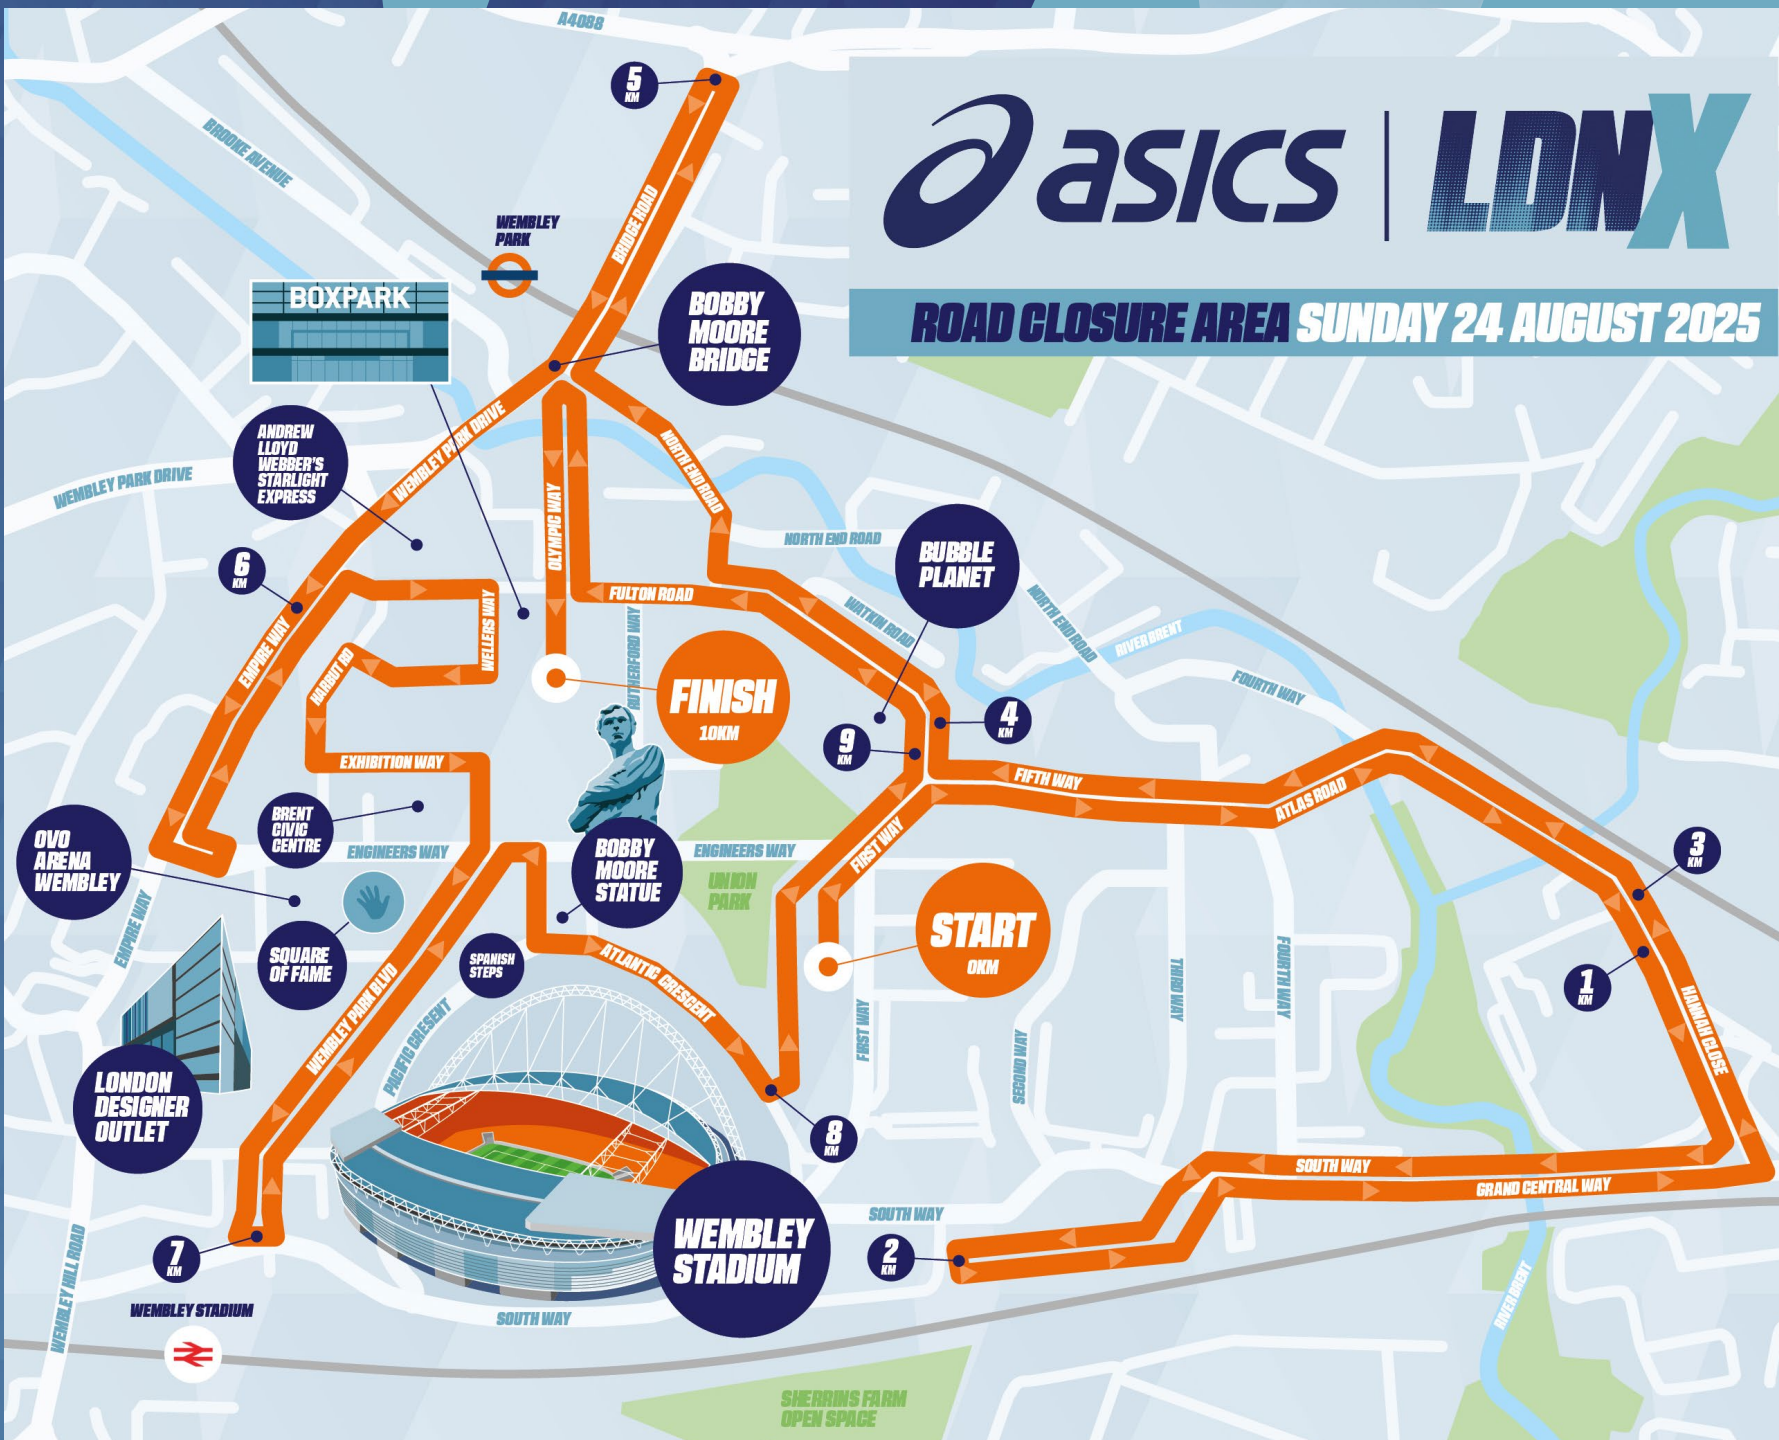 A4088
5
KM
BROOKE AVENUE
asics | LDNX
ROAD CLOSURE AREA SUNDAY 24 AUGUST 2025
WEMBLEY
PARK
BRIDGE ROAD
BOXPARK
BOBBY
MOORE
BRIDGE
ANDREW
LLOYD
WEBBER'S
STARLIGHT
EXPRESS
WEMBLEY PARK DRIVE
WEMBLEY PARK DRIVE
NORTH END ROAD
OLYMPIC WAY
NORTH END ROAD
BUBBLE
PLANET
6
KM
FULTON ROAD
WELLERS WAY
RUTHERFORD WAY
WATKIN ROAD
NORTH END ROAD
RIVER BRENT
FOURTH WAY
EMPIRE WAY
HARBUT RD
FINISH
10KM
4
KM
9
KM
EXHIBITION WAY
FIFTH WAY
ATLAS ROAD
BRENT
CIVIC
CENTRE
OVO
ARENA
WEMBLEY
ENGINEERS WAY
BOBBY
MOORE
STATUE
ENGINEERS WAY
FIRST WAY
UNION
PARK
3
KM
EMPIRE WAY
SQUARE
OF FAME
SPANISH
STEPS
ATLANTIC CRESCENT
START
0KM
1
KM
WEMBLEY PARK BLVD
PACIFIC CRESENT
FIRST WAY
SECOND WAY
THIRD WAY
FOURTH WAY
HANNAH CLOSE
LONDON
DESIGNER
OUTLET
8
KM
SOUTH WAY
GRAND CENTRAL WAY
WEMBLEY
STADIUM
SOUTH WAY
2
KM
7
KM
WEMBLEY HILL ROAD
WEMBLEY STADIUM
SOUTH WAY
RIVER BRENT
SHERRINS FARM
OPEN SPACE